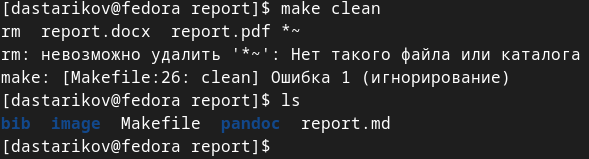 [dastarikov@fedora report]$ make clean
rm  report.docx  report.pdf *~
rm: невозможно удалить '*~': Нет такого файла или каталога
make: [Makefile:26: clean] Ошибка 1 (игнорирование)
[dastarikov@fedora report]$ ls
bib  image  Makefile  pandoc  report.md
[dastarikov@fedora report]$